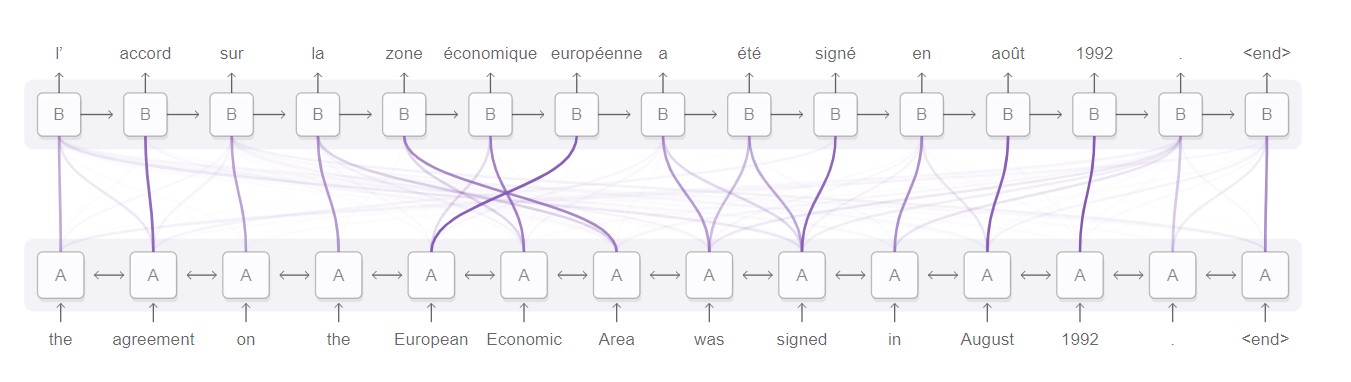 l’ accord sur la zone économique européenne a été signé en août 1992 . <end>
B B B B B B B B B B B B B B B
A A A A A A A A A A A A A A
the agreement on the European Economic Area was signed in August 1992 . <end>